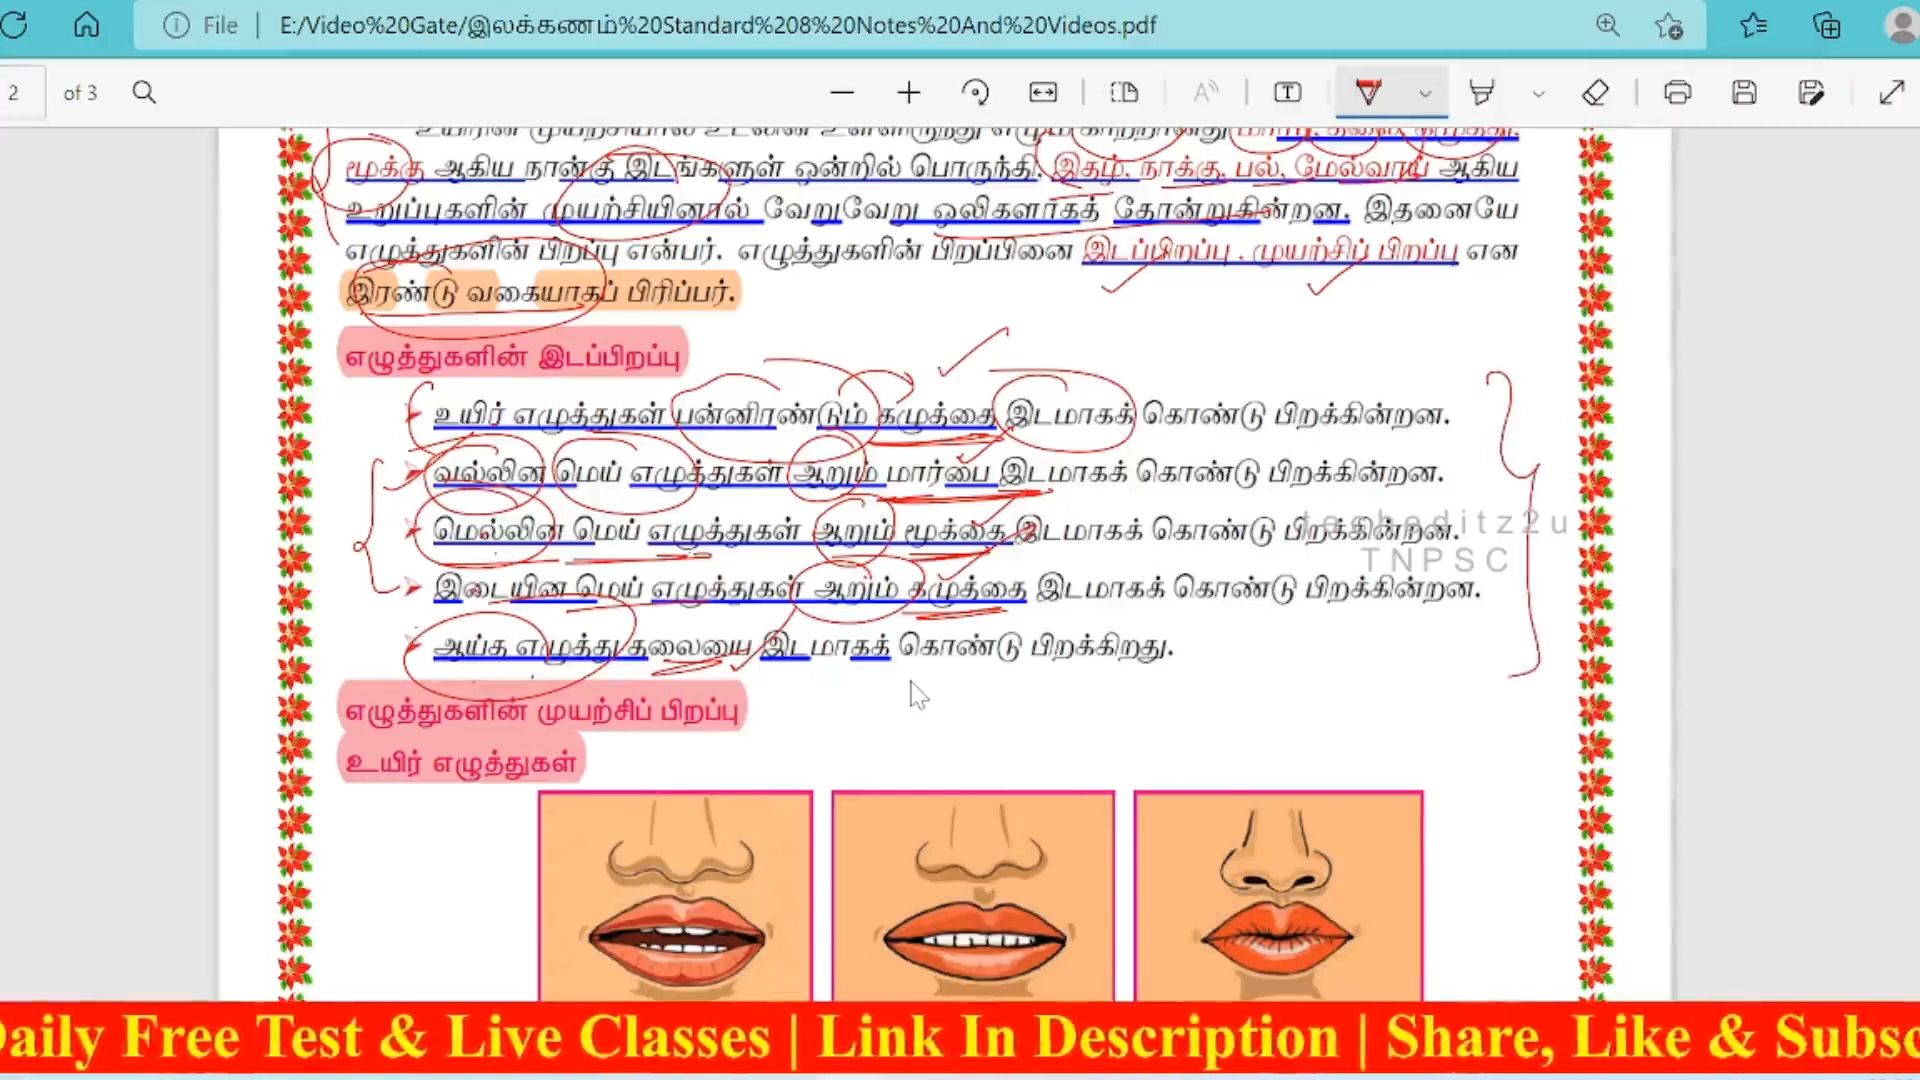 File | E:/Video%20Gate/இலக்கணம்%20Standard%208%20Notes%20And%20Videos.pdf
2 of 3
மூக்கு ஆகிய நான்கு இடங்களுள் ஒன்றில் பொருந்தி, இதழ், நாக்கு, பல், மேல்வாய் ஆகிய
உறுப்புகளின் முயற்சியினால் வேறுவேறு ஒலிகளாகத் தோன்றுகின்றன. இதனையே
எழுத்துகளின் பிறப்பு என்பர். எழுத்துகளின் பிறப்பினை இடப்பிறப்பு , முயற்சிப் பிறப்பு என
இரண்டு வகையாகப் பிரிப்பர்.
எழுத்துகளின் இடப்பிறப்பு
உயிர் எழுத்துகள் பன்னிரண்டும் கழுத்தை இடமாகக் கொண்டு பிறக்கின்றன.
வல்லின மெய் எழுத்துகள் ஆறும் மார்பை இடமாகக் கொண்டு பிறக்கின்றன.
மெல்லின மெய் எழுத்துகள் ஆறும் மூக்கை இடமாகக் கொண்டு பிறக்கின்றன.
techeditz2u
TNPSC
இடையின மெய் எழுத்துகள் ஆறும் கழுத்தை இடமாகக் கொண்டு பிறக்கின்றன.
ஆய்த எழுத்து தலையை இடமாகக் கொண்டு பிறக்கிறது.
எழுத்துகளின் முயற்சிப் பிறப்பு
உயிர் எழுத்துகள்
Daily Free Test & Live Classes | Link In Description | Share, Like & Subsc